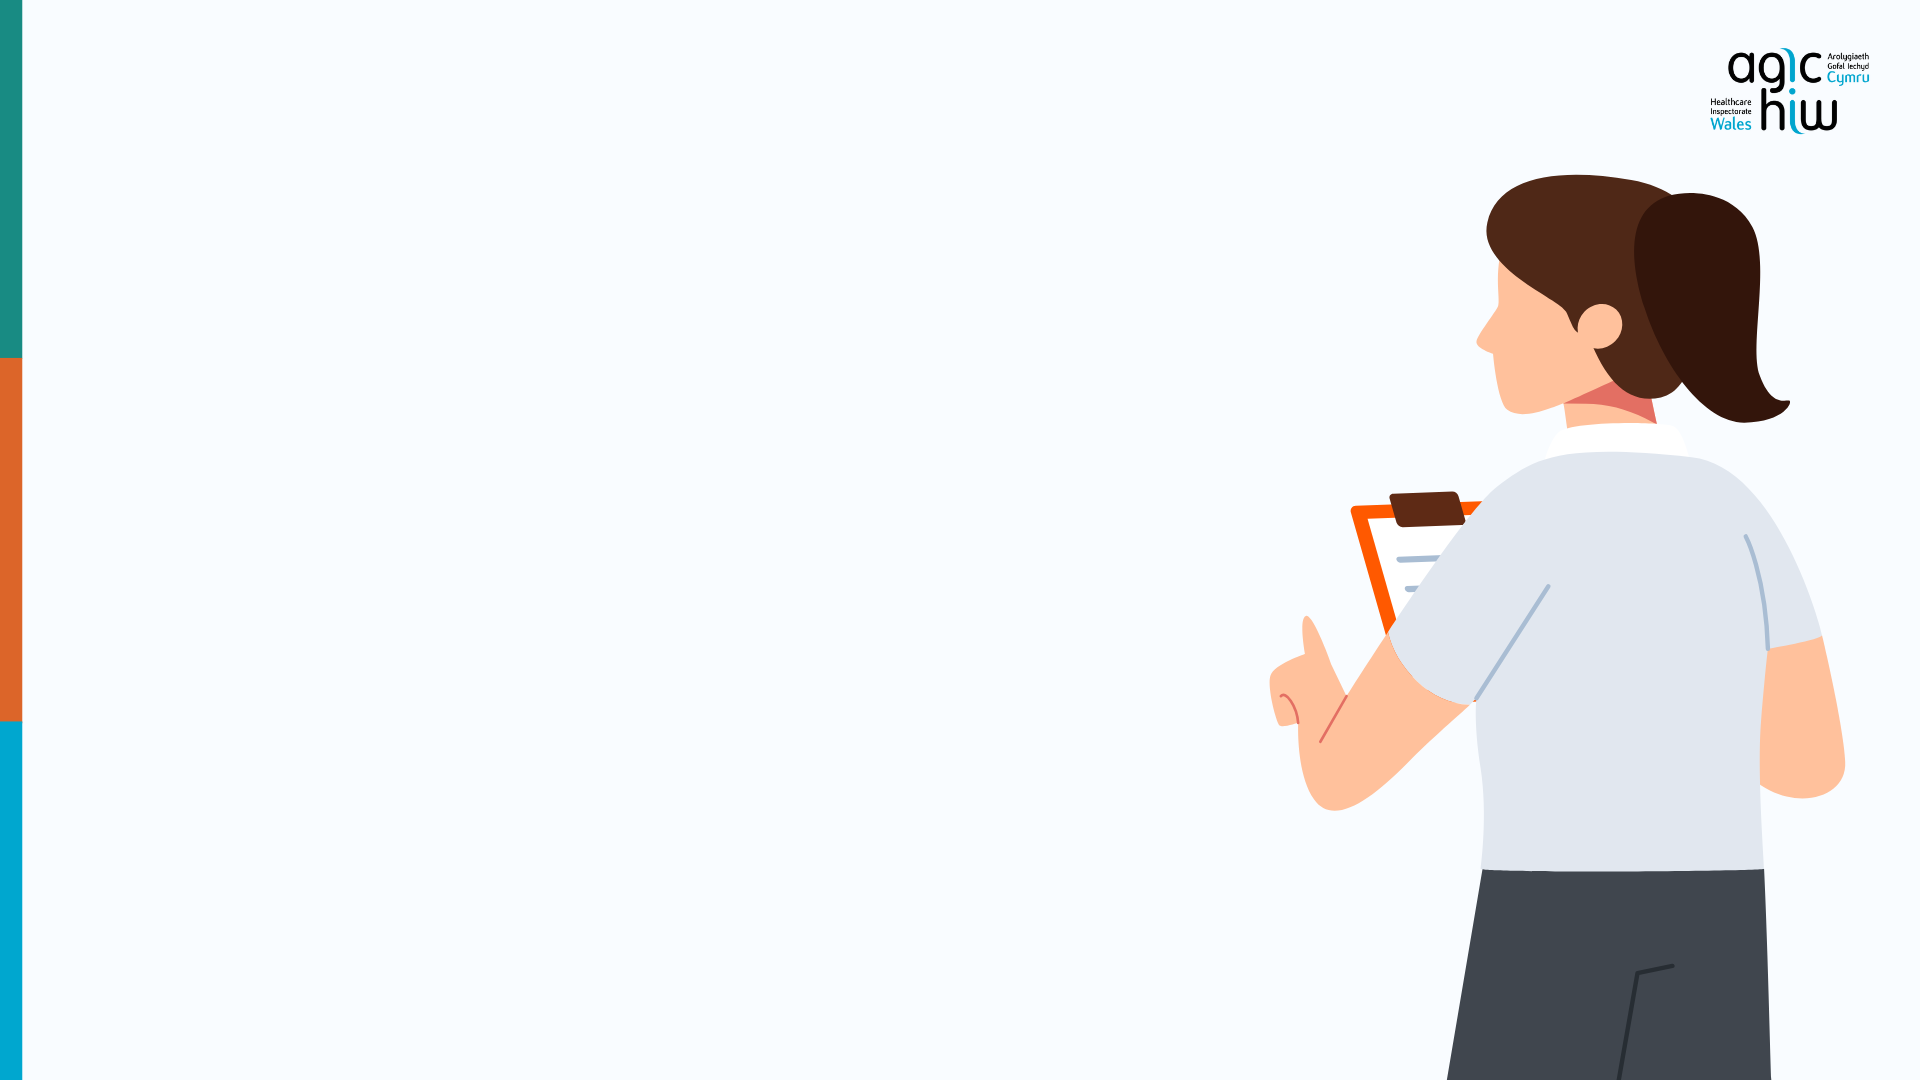 agic
Arolygiaeth
Gofal Iechyd
Cymru
Healthcare
Inspectorate
Wales
hiw